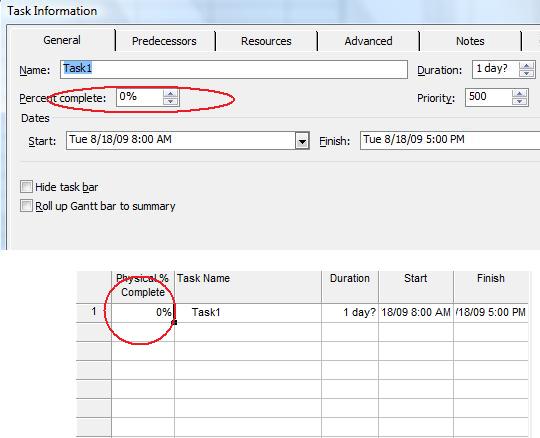 Task Information
General Predecessors Resources Advanced Notes
Name: Task1 Duration: 1 day?
Percent complete: 0% Priority: 500
Dates
Start: Tue 8/18/09 8:00 AM Finish: Tue 8/18/09 5:00 PM
Hide task bar
Roll up Gantt bar to summary
Physical % Complete Task Name Duration Start Finish
1 0% Task1 1 day? 18/09 8:00 AM /18/09 5:00 PM